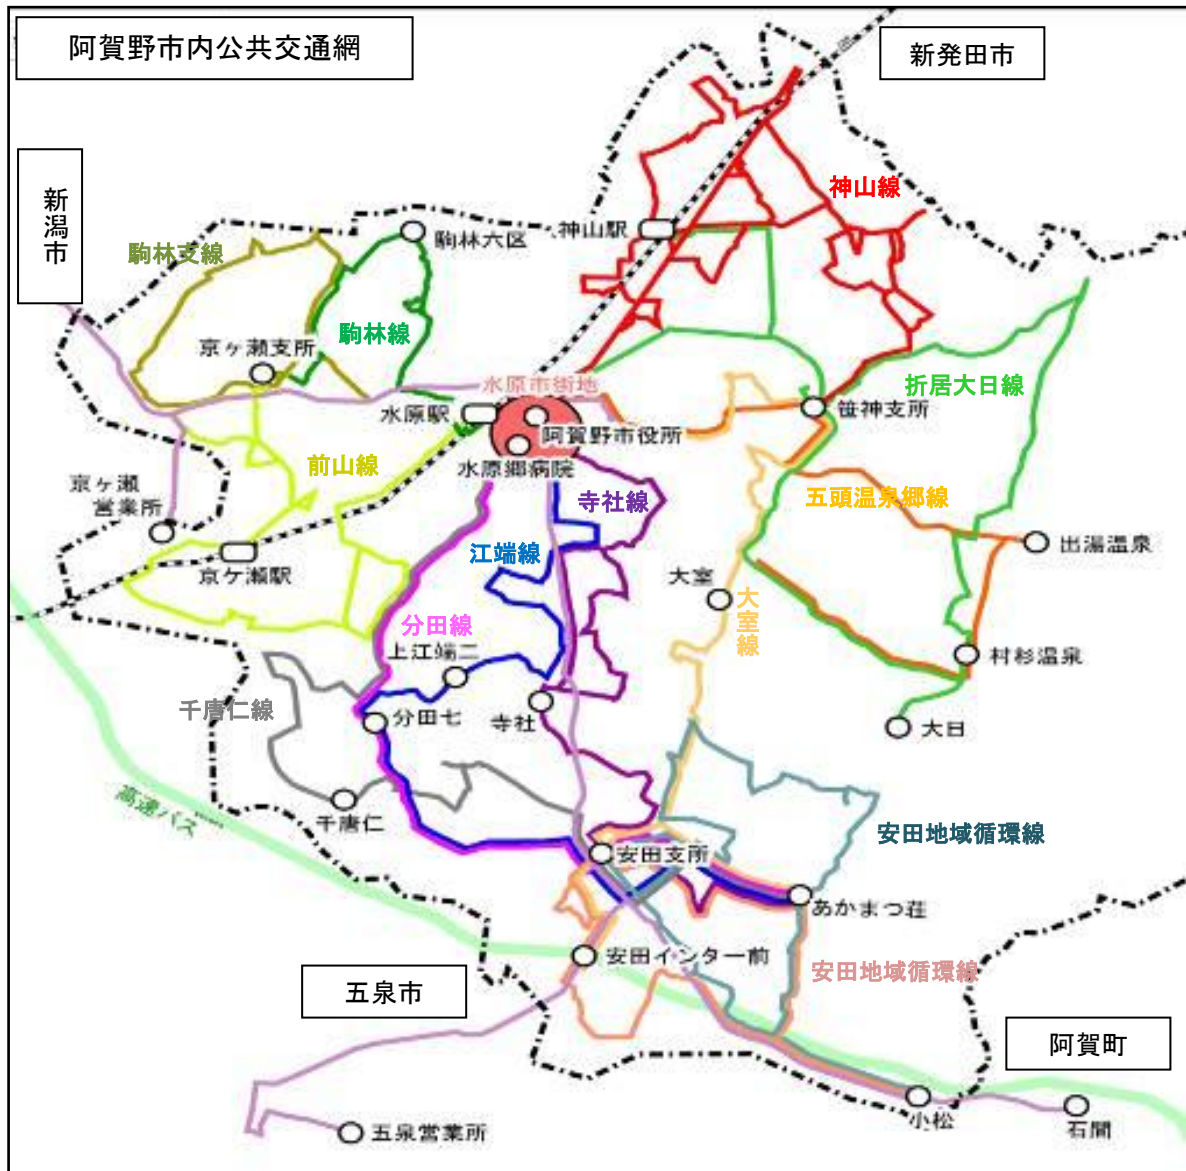 阿賀野市内公共交通網
新発田市
新潟市
神山線
駒林支線
駒林六区
神山駅
駒林線
京ヶ瀬支所
水原市街地
折居大日線
水原駅
笹神支所
阿賀野市役所
水原郷病院
前山線
京ヶ瀬
営業所
寺社線
五頭温泉郷線
江端線
出湯温泉
京ケ瀬駅
大室
大室線
分田線
上江端二
村杉温泉
千唐仁線
分田七
寺社
大日
高速バス
千唐仁
安田地域循環線
安田支所
あかまつ荘
安田インター前
安田地域循環線
五泉市
阿賀町
小松
石間
五泉営業所